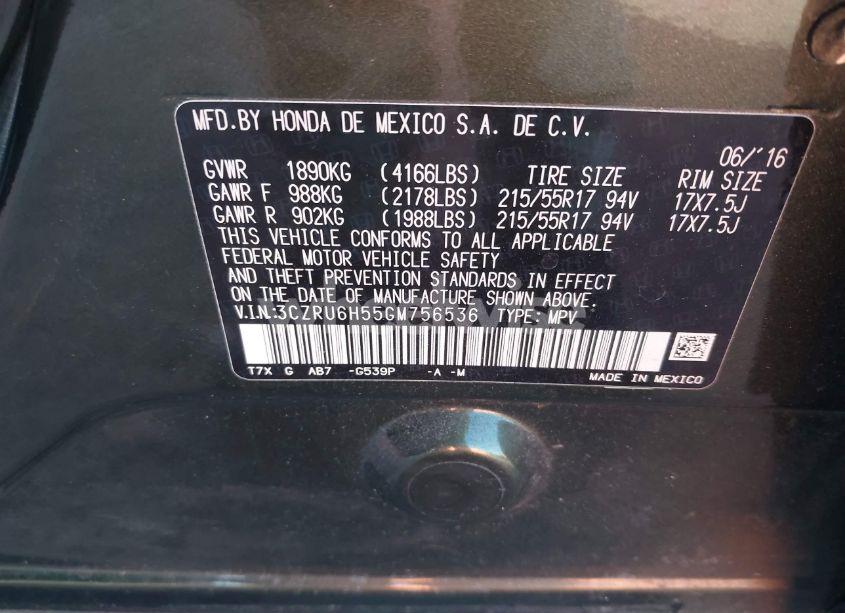 MFD.BY HONDA DE MEXICO S.A. DE C.V.
06/'16
GVWR 1890KG (4166LBS) TIRE SIZE RIM SIZE
GAWR F 988KG (2178LBS) 215/55R17 94V 17X7.5J
GAWR R 902KG (1988LBS) 215/55R17 94V 17X7.5J
THIS VEHICLE CONFORMS TO ALL APPLICABLE
FEDERAL MOTOR VEHICLE SAFETY
AND THEFT PREVENTION STANDARDS IN EFFECT
ON THE DATE OF MANUFACTURE SHOWN ABOVE.
V.I.N:3CZRU6H55GM756536 TYPE: MPV
T7X G AB7 -G539P -A -M
MADE IN MEXICO